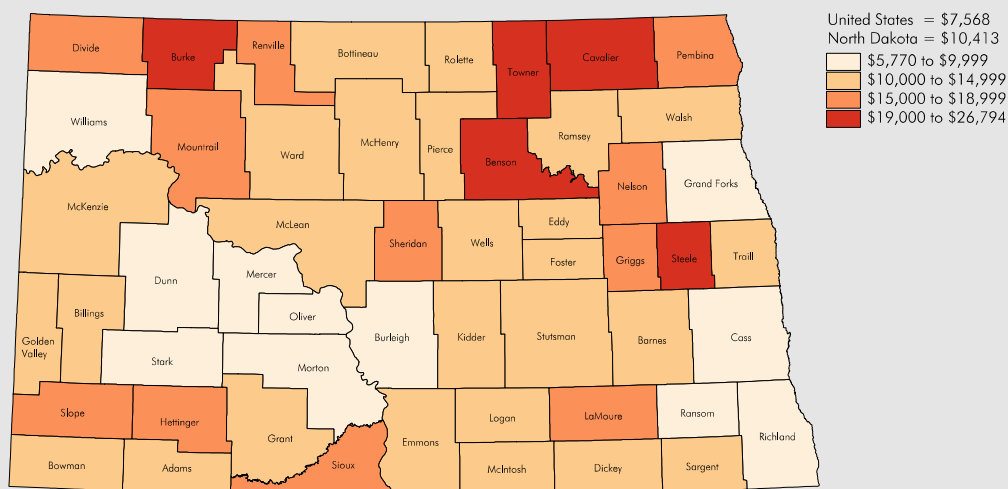 United States = $7,568
North Dakota = $10,413
$5,770 to $9,999
$10,000 to $14,999
$15,000 to $18,999
$19,000 to $26,794
Divide
Burke
Renville
Bottineau
Rolette
Towner
Cavalier
Pembina
Williams
Mountrail
Ward
McHenry
Pierce
Benson
Ramsey
Walsh
Nelson
Grand Forks
McKenzie
McLean
Sheridan
Wells
Eddy
Foster
Griggs
Steele
Traill
Dunn
Mercer
Oliver
Billings
Golden
Valley
Stark
Morton
Burleigh
Kidder
Stutsman
Barnes
Cass
Slope
Hettinger
Grant
Sioux
Emmons
Logan
LaMoure
Ransom
Richland
Bowman
Adams
McIntosh
Dickey
Sargent